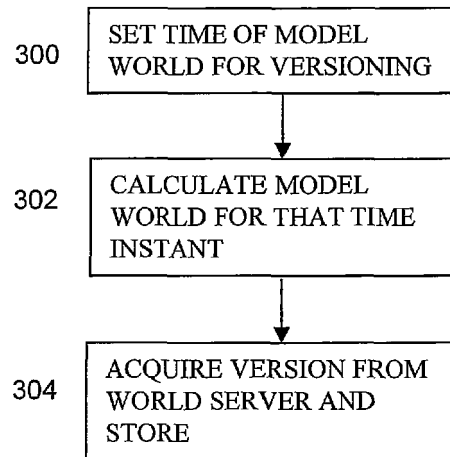 300
SET TIME OF MODEL
WORLD FOR VERSIONING
302
CALCULATE MODEL
WORLD FOR THAT TIME
INSTANT
304
ACQUIRE VERSION FROM
WORLD SERVER AND
STORE